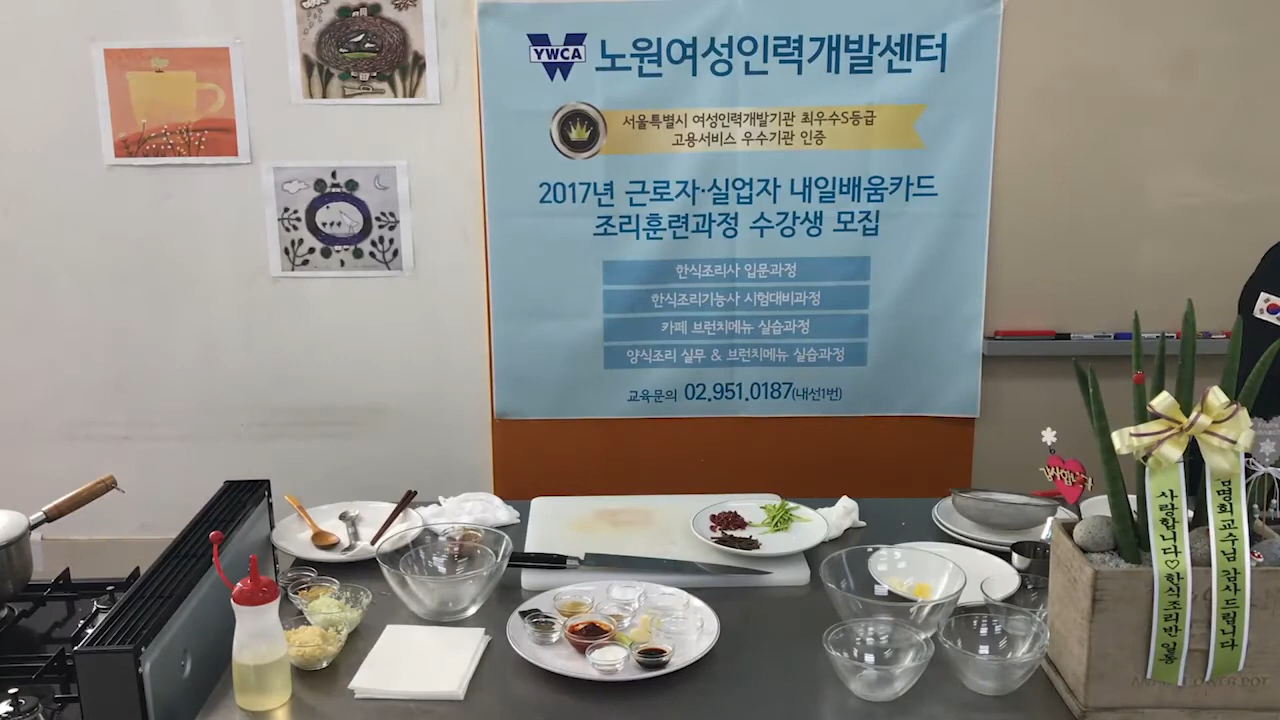 YWCA 노원여성인력개발센터
서울특별시 여성인력개발기관 최우수S등급
고용서비스 우수기관 인증
2017년 근로자·실업자 내일배움카드
조리훈련과정 수강생 모집
한식조리사 입문과정
한식조리기능사 시험대비과정
카페 브런치메뉴 실습과정
양식조리 실무 & 브런치메뉴 실습과정
교육문의 02.951.0187(내선1번)
감사합니다
사랑합니다♡한식조리반 일동
명희교수님 감사드립니다